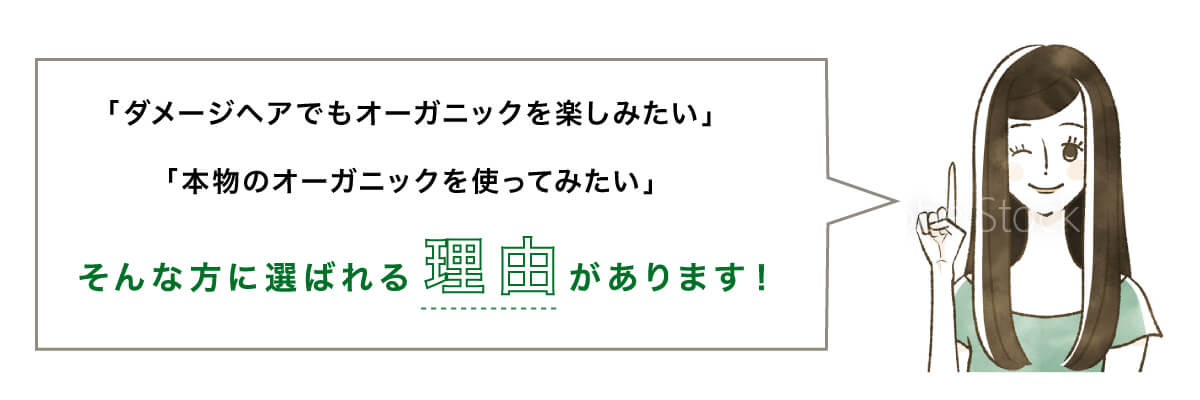 「ダメージヘアでもオーガニックを楽しみたい」
「本物のオーガニックを使ってみたい」
そんな方に選ばれる理由があります!
Stock